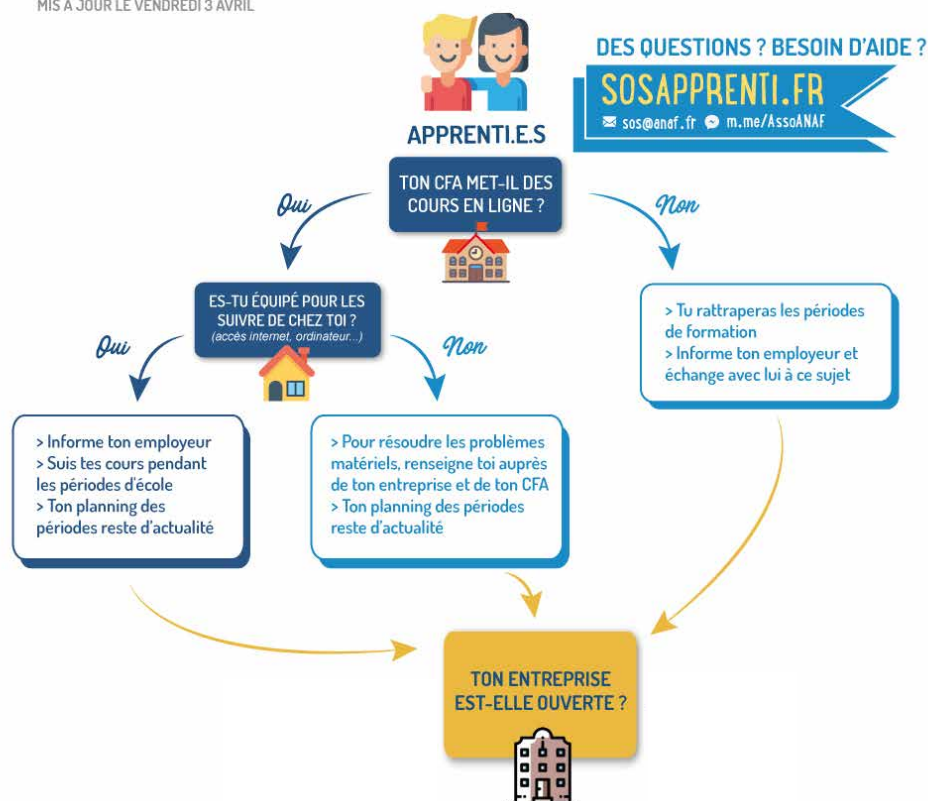 MIS À JOUR LE VENDREDI 3 AVRIL
DES QUESTIONS ? BESOIN D'AIDE ?
SOSAPPRENTI.FR
sos@anaf.fr m.me/AssoANAF
APPRENTI.E.S
TON CFA MET-IL DES
COURS EN LIGNE ?
Oui
Non
ES-TU ÉQUIPÉ POUR LES
SUIVRE DE CHEZ TOI ?
(accès internet, ordinateur...)
> Tu rattraperas les périodes
de formation
> Informe ton employeur et
échange avec lui à ce sujet
Oui
Non
> Informe ton employeur
> Suis tes cours pendant
les périodes d'école
> Ton planning des
périodes reste d'actualité
> Pour résoudre les problèmes
matériels, renseigne toi auprès
de ton entreprise et de ton CFA
> Ton planning des périodes
reste d'actualité
TON ENTREPRISE
EST-ELLE OUVERTE ?